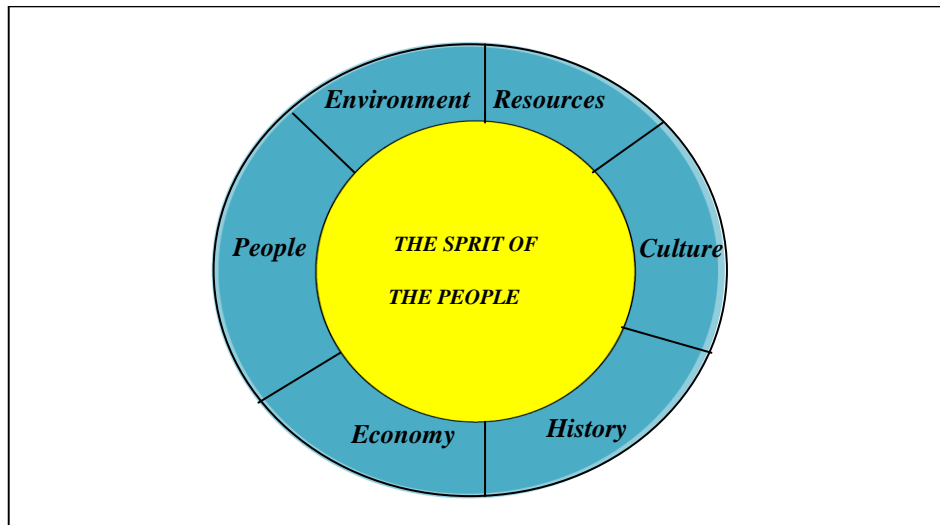 Environment
Resources
People
THE SPRIT OF
THE PEOPLE
Culture
Economy
History